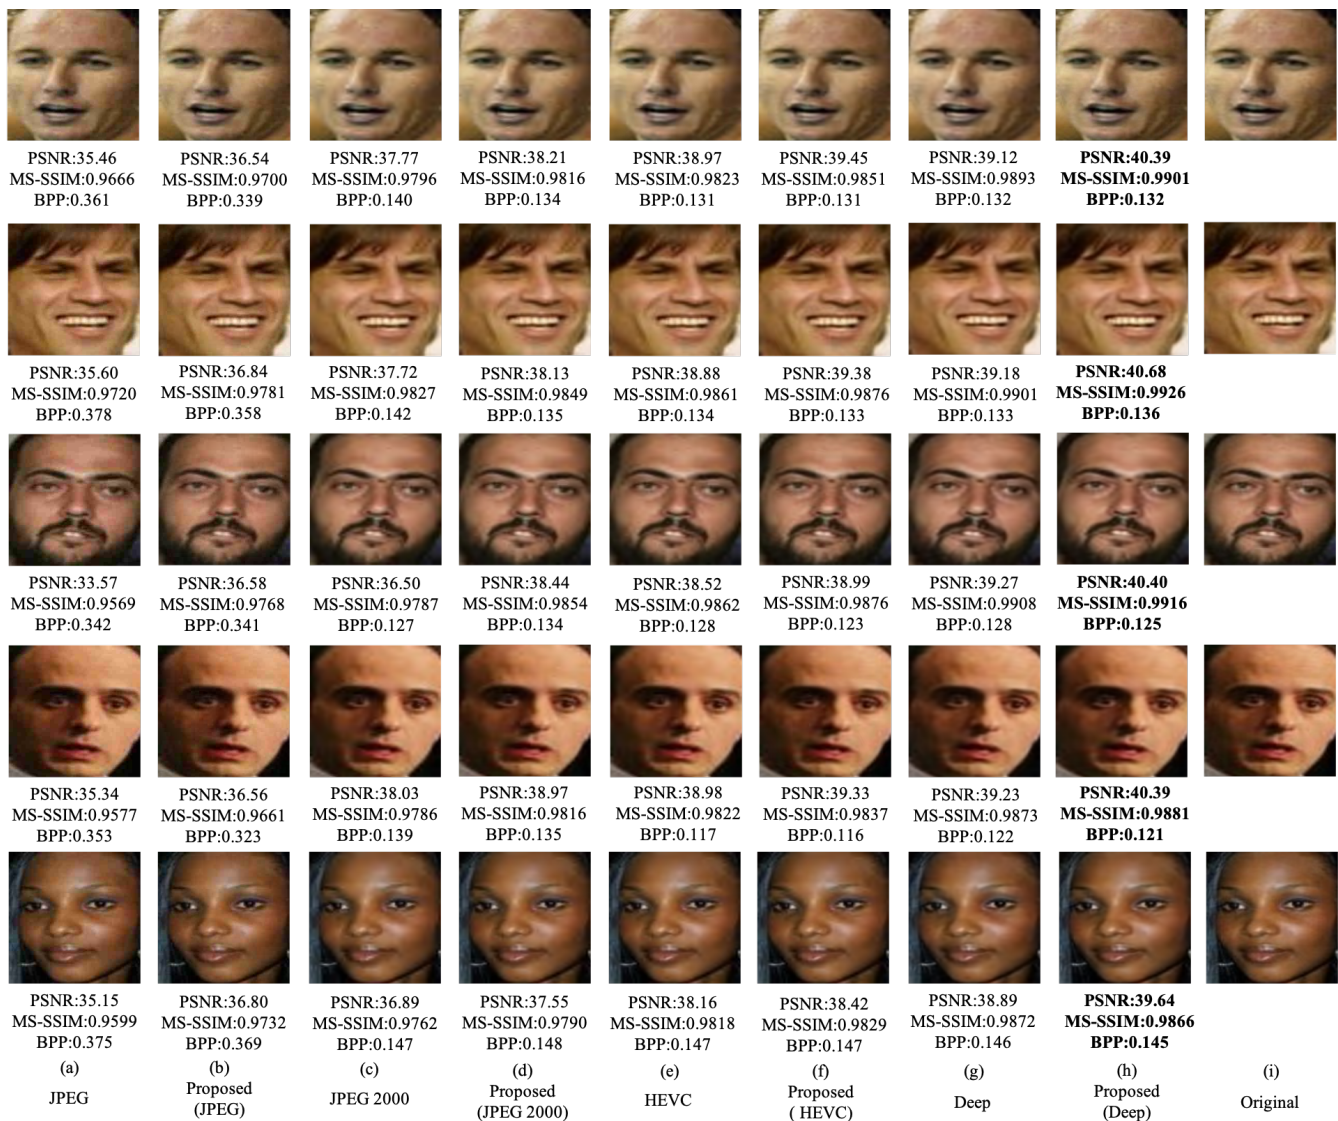 PSNR:35.46 PSNR:36.54 PSNR:37.77 PSNR:38.21 PSNR:38.97 PSNR:39.45 PSNR:39.12 PSNR:40.39
MS-SSIM:0.9666 MS-SSIM:0.9700 MS-SSIM:0.9796 MS-SSIM:0.9816 MS-SSIM:0.9823 MS-SSIM:0.9851 MS-SSIM:0.9893 MS-SSIM:0.9901
BPP:0.361 BPP:0.339 BPP:0.140 BPP:0.134 BPP:0.131 BPP:0.131 BPP:0.132 BPP:0.132
PSNR:35.60 PSNR:36.84 PSNR:37.72 PSNR:38.13 PSNR:38.88 PSNR:39.38 PSNR:39.18 PSNR:40.68
MS-SSIM:0.9720 MS-SSIM:0.9781 MS-SSIM:0.9827 MS-SSIM:0.9849 MS-SSIM:0.9861 MS-SSIM:0.9876 MS-SSIM:0.9901 MS-SSIM:0.9926
BPP:0.378 BPP:0.358 BPP:0.142 BPP:0.135 BPP:0.134 BPP:0.133 BPP:0.133 BPP:0.136
PSNR:33.57 PSNR:36.58 PSNR:36.50 PSNR:38.44 PSNR:38.52 PSNR:38.99 PSNR:39.27 PSNR:40.40
MS-SSIM:0.9569 MS-SSIM:0.9768 MS-SSIM:0.9787 MS-SSIM:0.9854 MS-SSIM:0.9862 MS-SSIM:0.9876 MS-SSIM:0.9908 MS-SSIM:0.9916
BPP:0.342 BPP:0.341 BPP:0.127 BPP:0.134 BPP:0.128 BPP:0.123 BPP:0.128 BPP:0.125
PSNR:35.34 PSNR:36.56 PSNR:38.03 PSNR:38.97 PSNR:38.98 PSNR:39.33 PSNR:39.23 PSNR:40.39
MS-SSIM:0.9577 MS-SSIM:0.9661 MS-SSIM:0.9786 MS-SSIM:0.9816 MS-SSIM:0.9822 MS-SSIM:0.9837 MS-SSIM:0.9873 MS-SSIM:0.9881
BPP:0.353 BPP:0.323 BPP:0.139 BPP:0.135 BPP:0.117 BPP:0.116 BPP:0.122 BPP:0.121
PSNR:35.15 PSNR:36.80 PSNR:36.89 PSNR:37.55 PSNR:38.16 PSNR:38.42 PSNR:38.89 PSNR:39.64
MS-SSIM:0.9599 MS-SSIM:0.9732 MS-SSIM:0.9762 MS-SSIM:0.9790 MS-SSIM:0.9818 MS-SSIM:0.9829 MS-SSIM:0.9872 MS-SSIM:0.9866
BPP:0.375 BPP:0.369 BPP:0.147 BPP:0.148 BPP:0.147 BPP:0.147 BPP:0.146 BPP:0.145
(a) (b) (c) (d) (e) (f) (g) (h) (i)
JPEG Proposed JPEG 2000 Proposed HEVC Proposed Deep Proposed Original
(JPEG) (JPEG 2000) ( HEVC) (Deep)